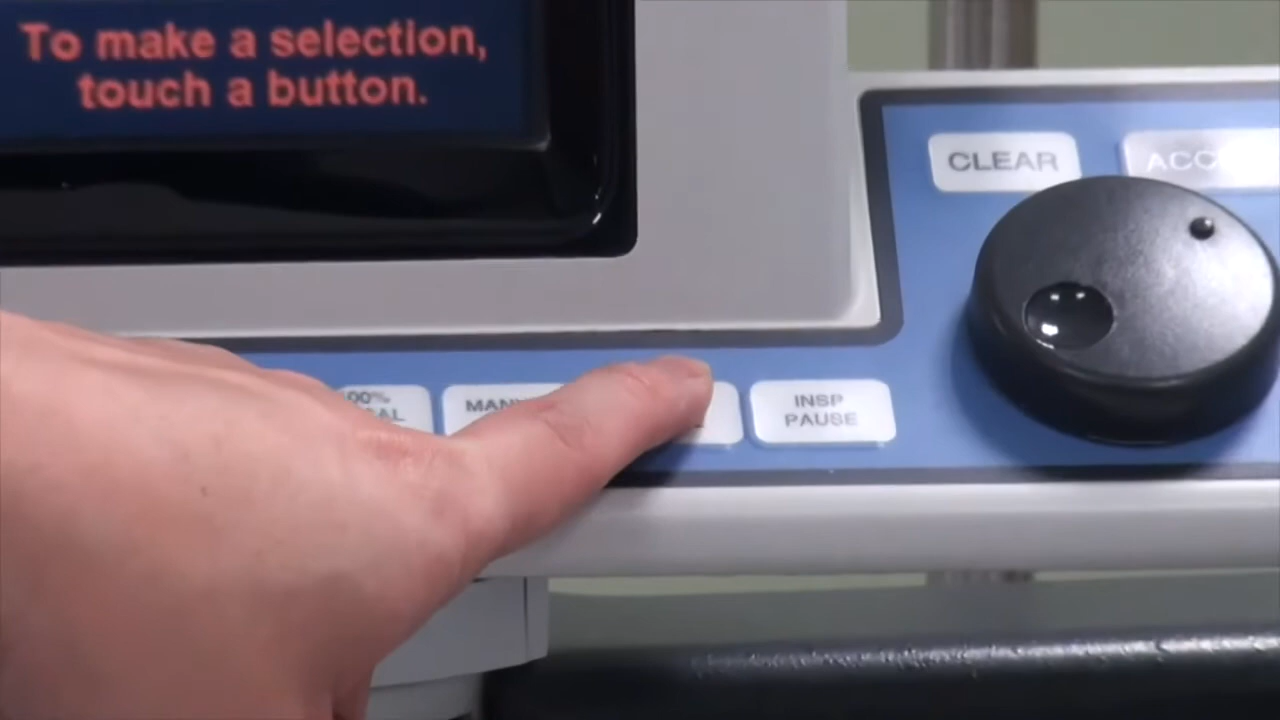 To make a selection,
touch a button.
CLEAR
INSP
PAUSE